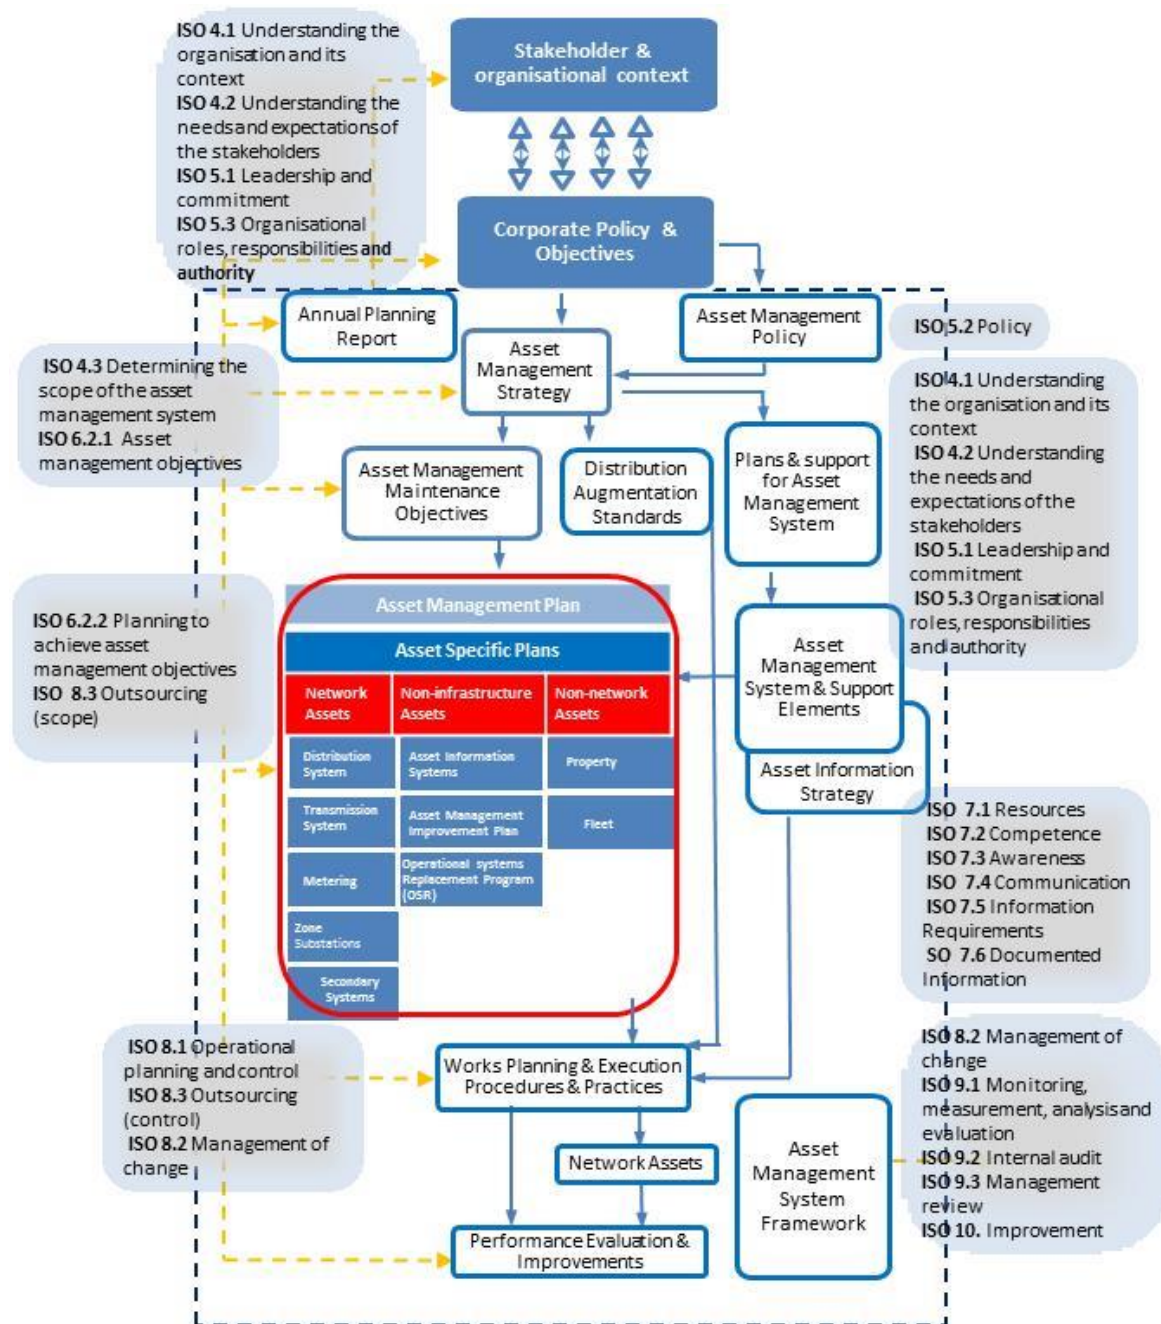 ISO 4.1 Understanding the
organisation and its
context
ISO 4.2 Understanding the
needs and expectations of
the stakeholders
ISO 5.1 Leadership and
commitment
ISO 5.3 Organisational
roles, responsibilities and
authority
Stakeholder &
organisational context
Corporate Policy &
Objectives
Annual Planning
Report
Asset Management
Policy
ISO 5.2 Policy
Asset
Management
Strategy
ISO 4.3 Determining the
scope of the asset
management system
ISO 6.2.1 Asset
management objectives
ISO 4.1 Understanding
the organisation and its
context
ISO 4.2 Understanding
the needs and
expectations of the
stakeholders
ISO 5.1 Leadership and
commitment
ISO 5.3 Organisational
roles, responsibilities
and authority
Asset Management
Maintenance
Objectives
Distribution
Augmentation
Standards
Plans & support
for Asset
Management
System
ISO 6.2.2 Planning to
achieve asset
management objectives
ISO 8.3 Outsourcing
(scope)
Asset Management Plan
Asset Specific Plans
Network
Assets
Non-infrastructure
Assets
Non-network
Assets
Distribution
System
Asset Information
Systems
Property
Transmission
System
Asset Management
Improvement Plan
Fleet
Metering
Operational systems
Replacement Program
(OSR)
Zone
Substations
Secondary
Systems
Asset
Management
System & Support
Elements
Asset Information
Strategy
ISO 7.1 Resources
ISO 7.2 Competence
ISO 7.3 Awareness
ISO 7.4 Communication
ISO 7.5 Information
Requirements
SO 7.6 Documented
Information
ISO 8.1 Operational
planning and control
ISO 8.3 Outsourcing
(control)
ISO 8.2 Management of
change
Works Planning & Execution
Procedures & Practices
Network Assets
Performance Evaluation &
Improvements
Asset
Management
System
Framework
ISO 8.2 Management of
change
ISO 9.1 Monitoring,
measurement, analysis and
evaluation
ISO 9.2 Internal audit
ISO 9.3 Management
review
ISO 10. Improvement